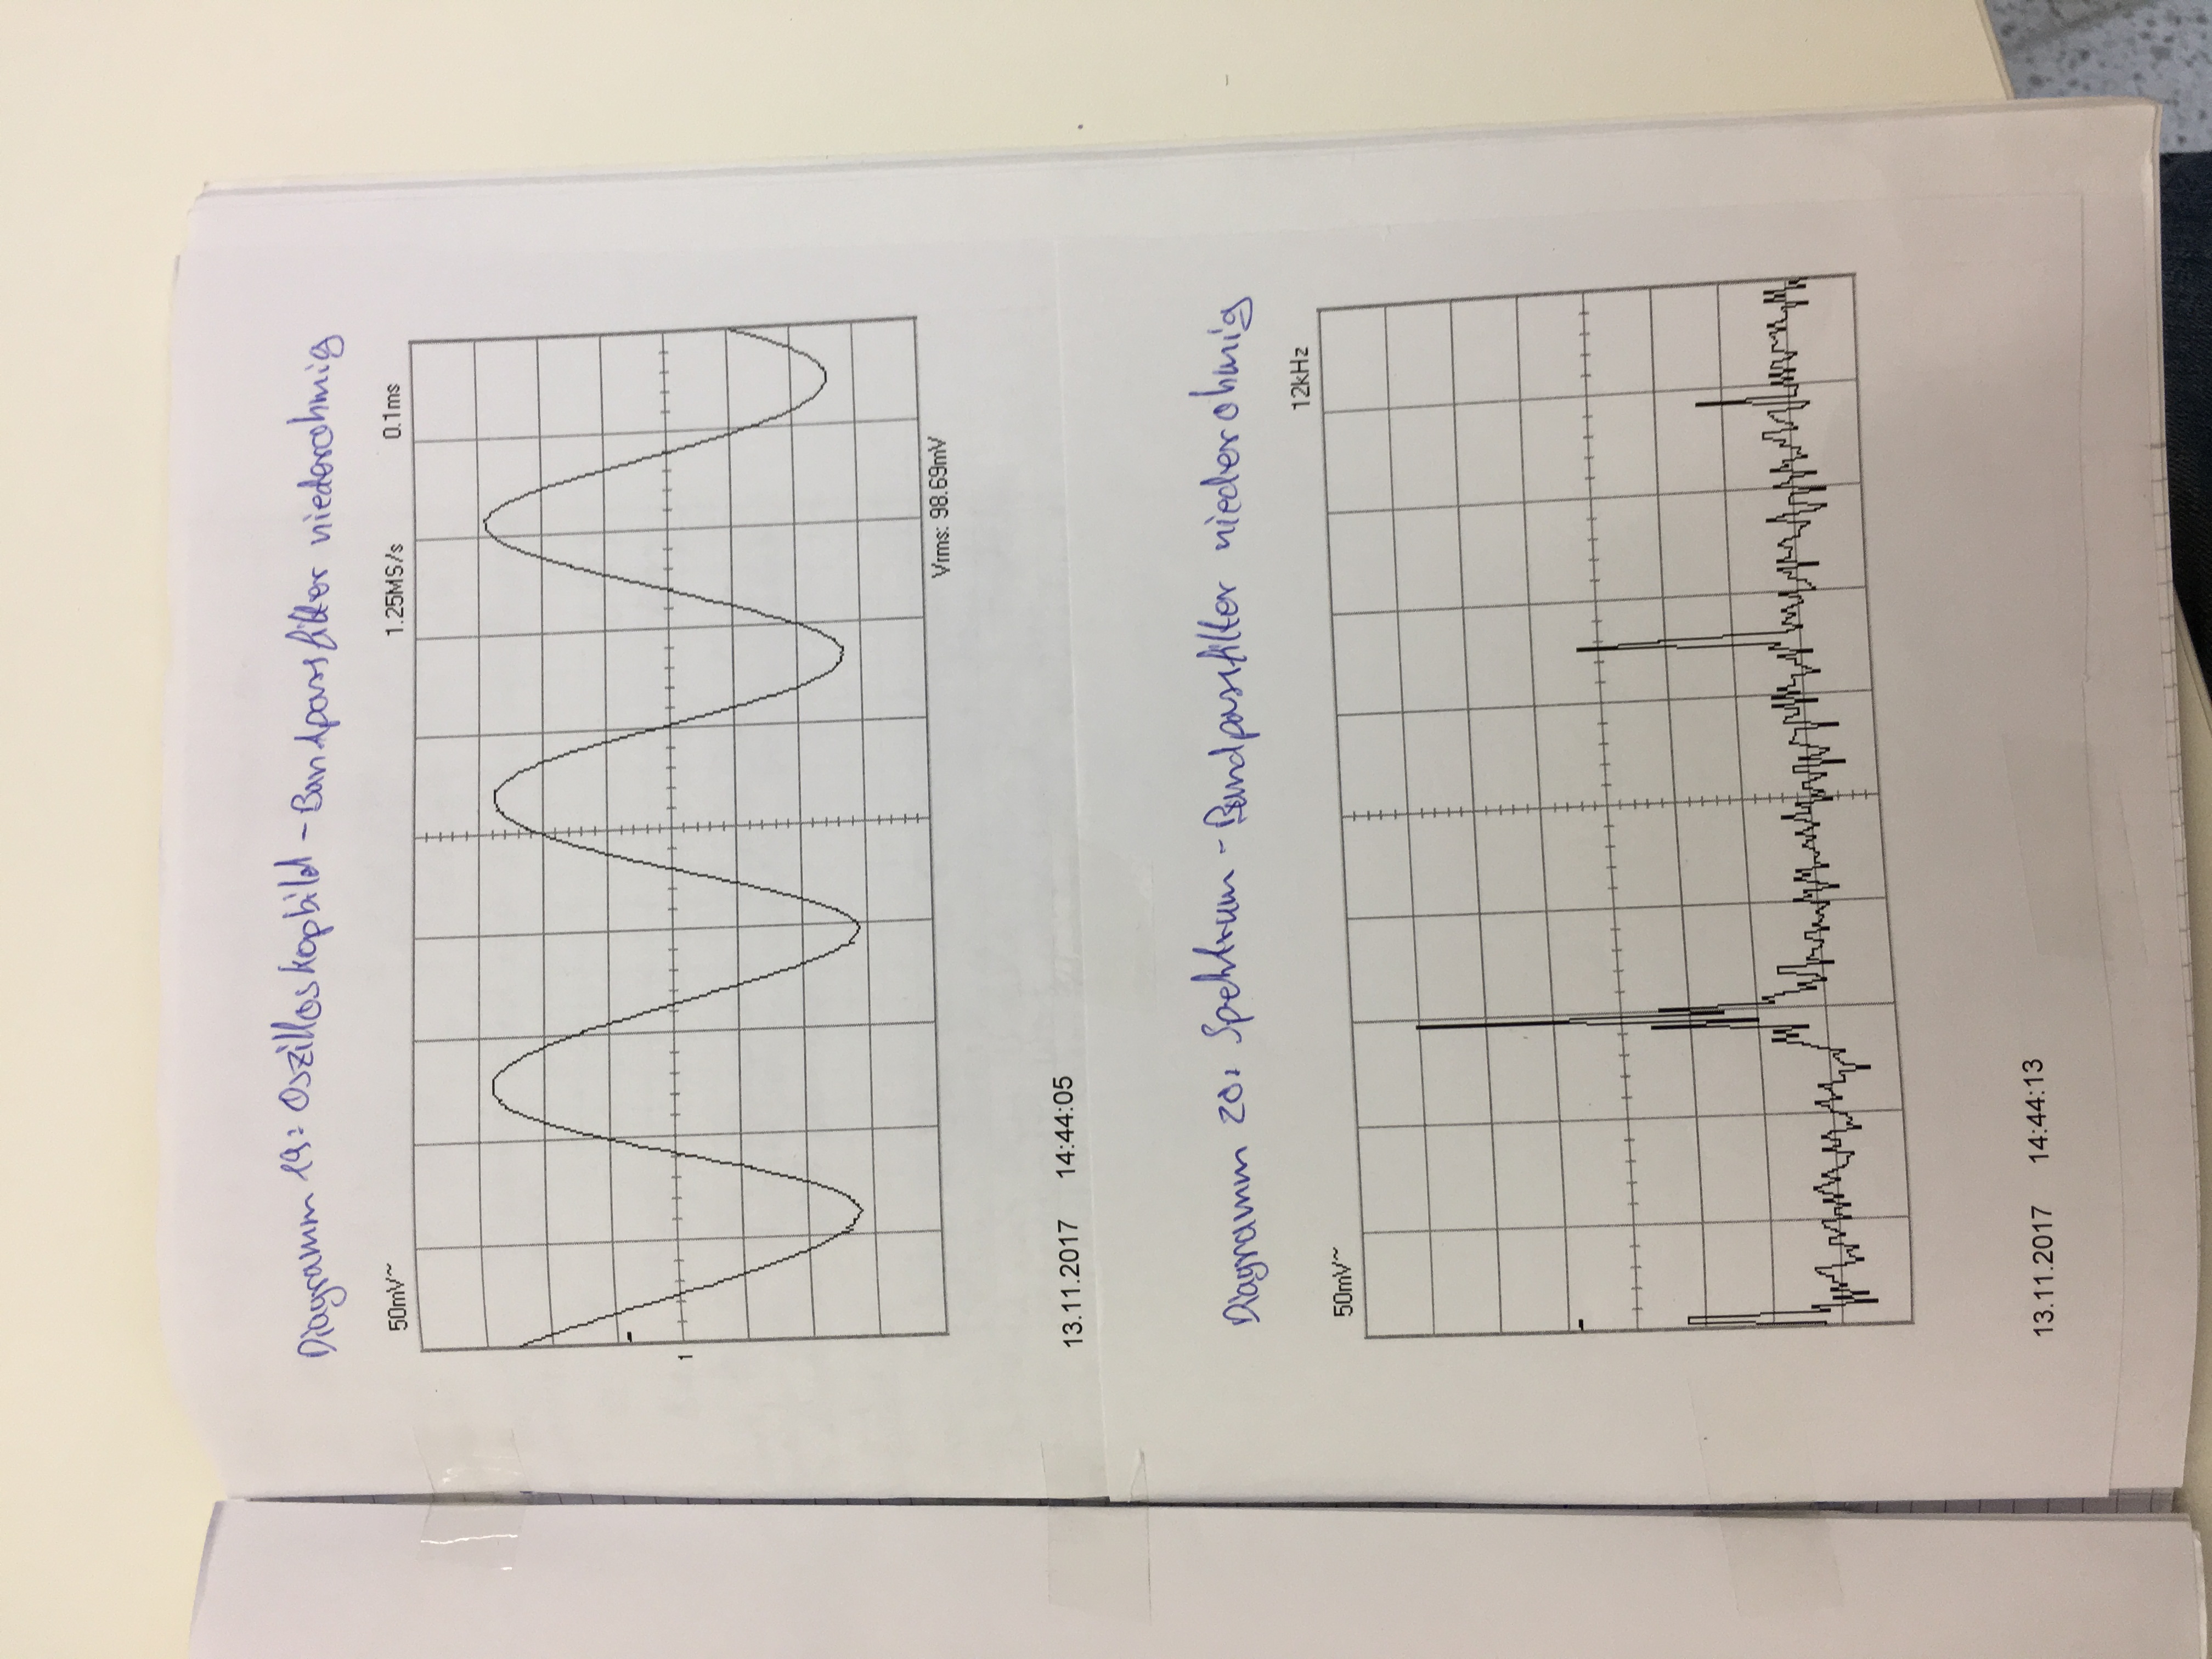 Diagramm 19: Oszilloskopbild - Bandpassfilter niederohmig
50mV~ 1.25MS/s 0.1ms
1
Vrms: 98.69mV
13.11.2017 14:44:05
Diagramm 20: Spektrum - Bandpassfilter niederohmig
50mV~ 12kHz
13.11.2017 14:44:13